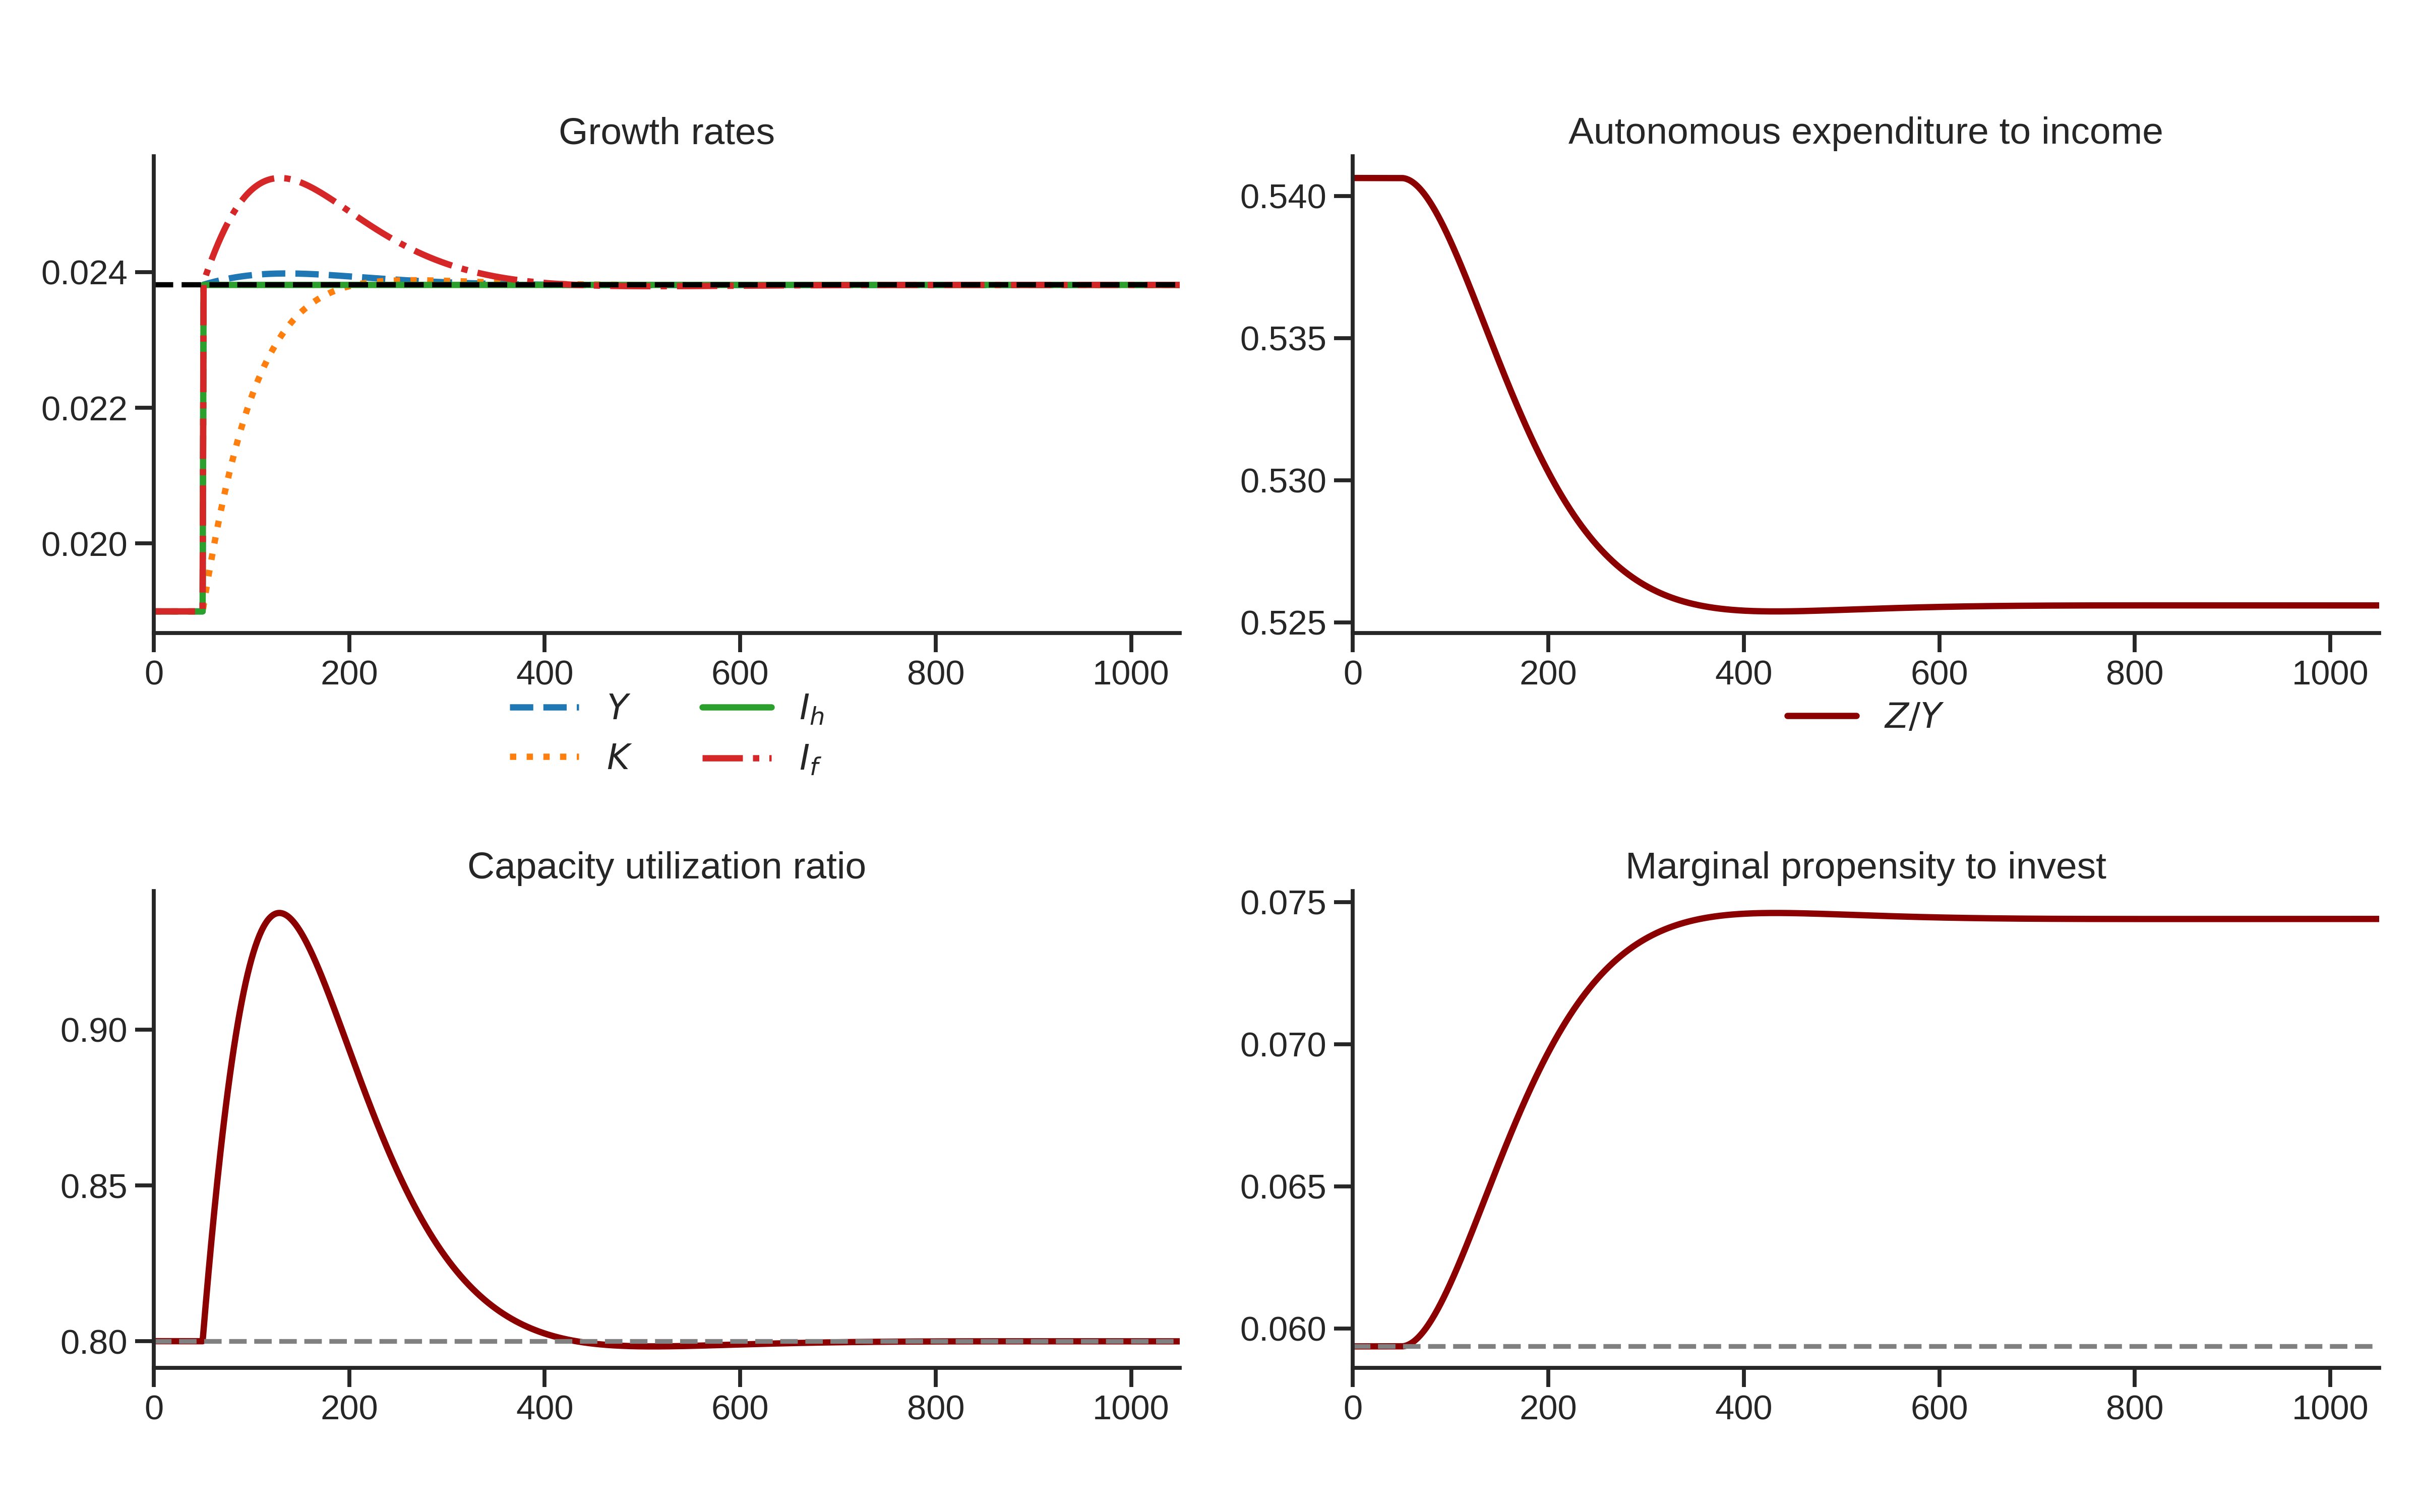 Growth rates
0.024
0.022
0.020
0 200 400 600 800 1000
Y I_h
K I_f
Autonomous expenditure to income
0.540
0.535
0.530
0.525
0 200 400 600 800 1000
Z/Y
Capacity utilization ratio
0.90
0.85
0.80
0 200 400 600 800 1000
Marginal propensity to invest
0.075
0.070
0.065
0.060
0 200 400 600 800 1000